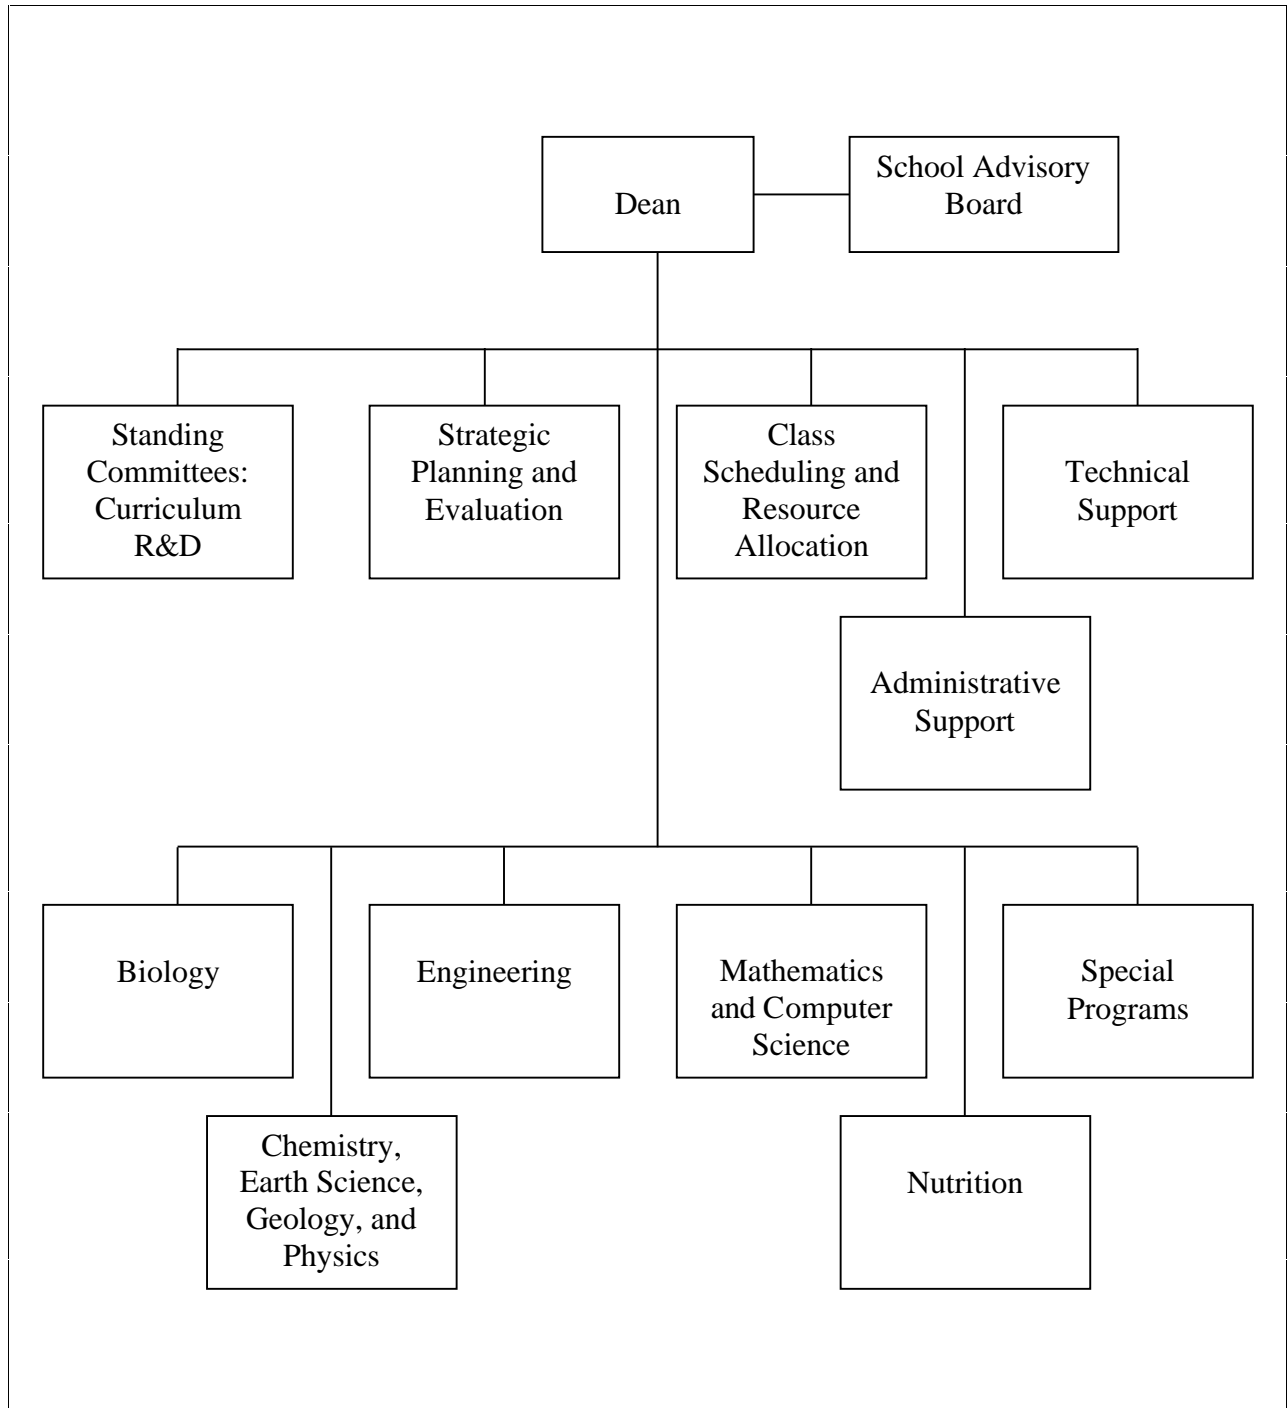 Dean
School Advisory
Board
Standing
Committees:
Curriculum
R&D
Strategic
Planning and
Evaluation
Class
Scheduling and
Resource
Allocation
Technical
Support
Administrative
Support
Biology
Engineering
Mathematics
and Computer
Science
Special
Programs
Chemistry,
Earth Science,
Geology, and
Physics
Nutrition